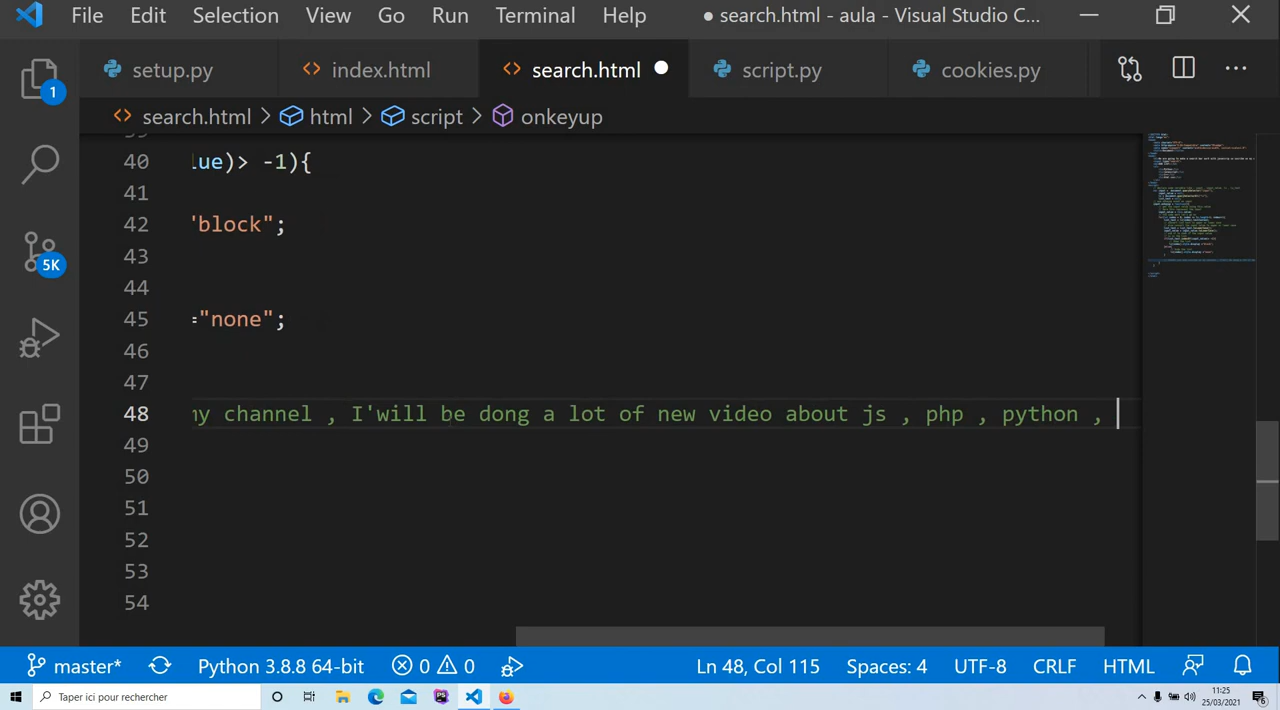 File Edit Selection View Go Run Terminal Help ● search.html - aula - Visual Studio C...
setup.py index.html search.html script.py cookies.py
search.html > html > script > onkeyup
40 lue)> -1){
41
42 "block";
43
44
45 ="none";
46
47
48 my channel , I'will be dong a lot of new video about js , php , python ,
49
50
51
52
53
54
1
5K
master* Python 3.8.8 64-bit 0 0 Ln 48, Col 115 Spaces: 4 UTF-8 CRLF HTML
Taper ici pour rechercher 11:25
25/03/2021
6